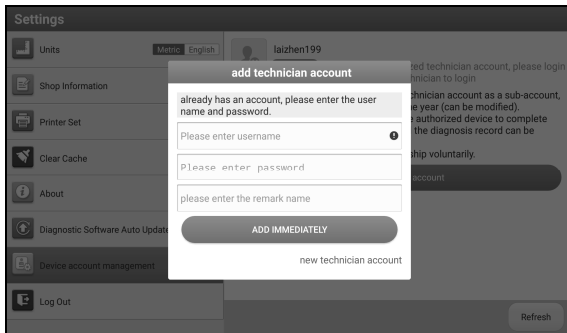 Settings
Units
Metric English
Shop Information
Printer Set
Clear Cache
About
Diagnostic Software Auto Update
Device account management
Log Out
laizhen199
zed technician account, please login
hnician to login
chnician account as a sub-account,
e year (can be modified).
e authorized device to complete
the diagnosis record can be
ship voluntarily.
account
add technician account
already has an account, please enter the user
name and password.
Please enter username
Please enter password
please enter the remark name
ADD IMMEDIATELY
new technician account
Refresh